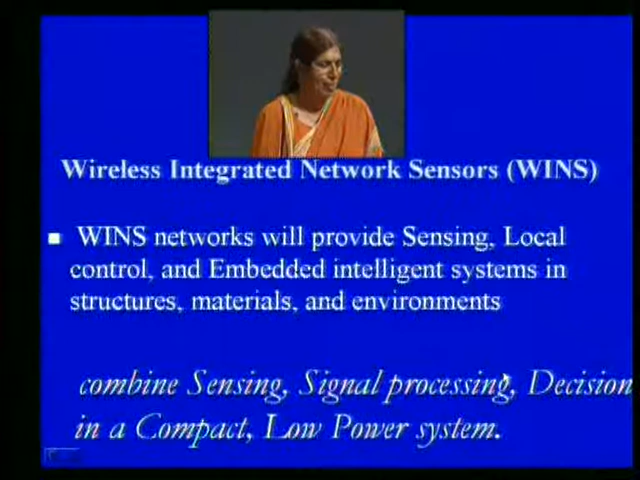 Wireless Integrated Network Sensors (WINS)
WINS networks will provide Sensing, Local
control, and Embedded intelligent systems in
structures, materials, and environments
combine Sensing, Signal processing, Decision
in a Compact, Low Power system.